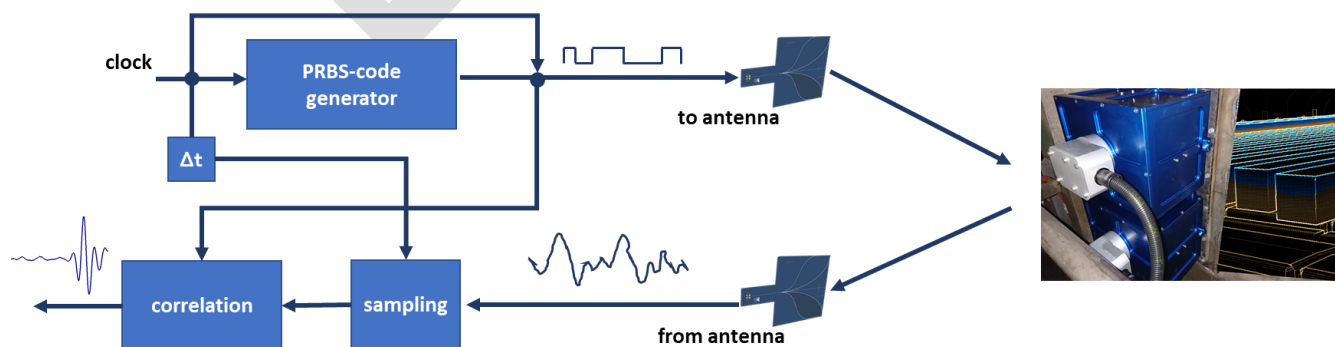 clock
PRBS-code
generator
to antenna
Δt
correlation
sampling
from antenna